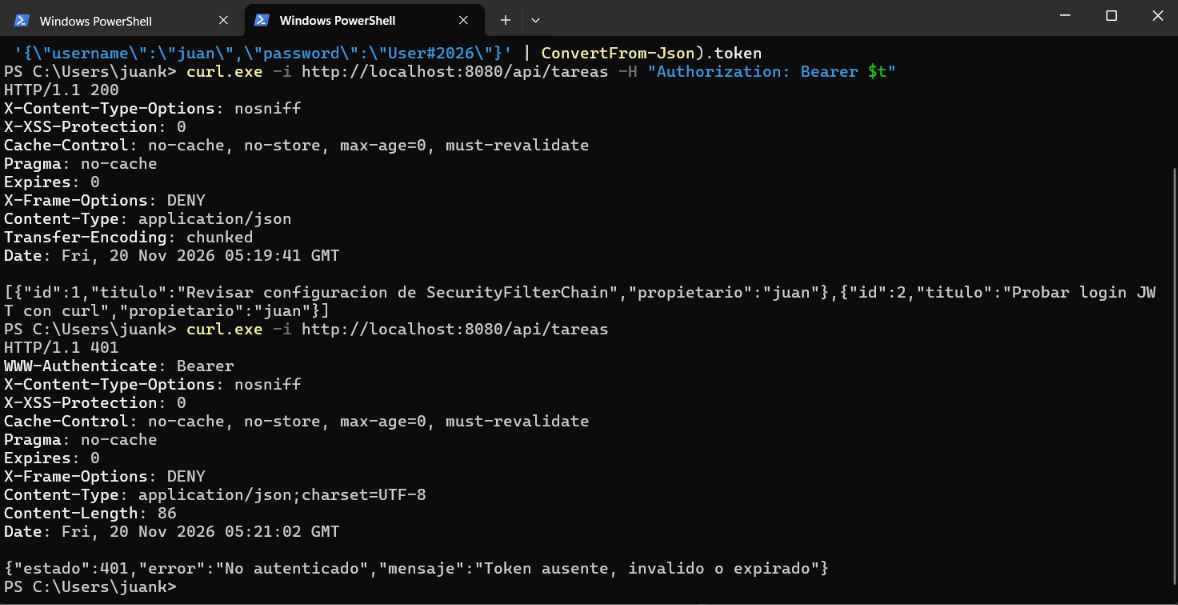 Windows PowerShell
Windows PowerShell
'{\"username\":\"juan\",\"password\":\"User#2026\"}' | ConvertFrom-Json).token
PS C:\Users\juank> curl.exe -i http://localhost:8080/api/tareas -H "Authorization: Bearer $t"
HTTP/1.1 200
X-Content-Type-Options: nosniff
X-XSS-Protection: 0
Cache-Control: no-cache, no-store, max-age=0, must-revalidate
Pragma: no-cache
Expires: 0
X-Frame-Options: DENY
Content-Type: application/json
Transfer-Encoding: chunked
Date: Fri, 20 Nov 2026 05:19:41 GMT
[{"id":1,"titulo":"Revisar configuracion de SecurityFilterChain","propietario":"juan"},{"id":2,"titulo":"Probar login JW
T con curl","propietario":"juan"}]
PS C:\Users\juank> curl.exe -i http://localhost:8080/api/tareas
HTTP/1.1 401
WWW-Authenticate: Bearer
X-Content-Type-Options: nosniff
X-XSS-Protection: 0
Cache-Control: no-cache, no-store, max-age=0, must-revalidate
Pragma: no-cache
Expires: 0
X-Frame-Options: DENY
Content-Type: application/json;charset=UTF-8
Content-Length: 86
Date: Fri, 20 Nov 2026 05:21:02 GMT
{"estado":401,"error":"No autenticado","mensaje":"Token ausente, invalido o expirado"}
PS C:\Users\juank>